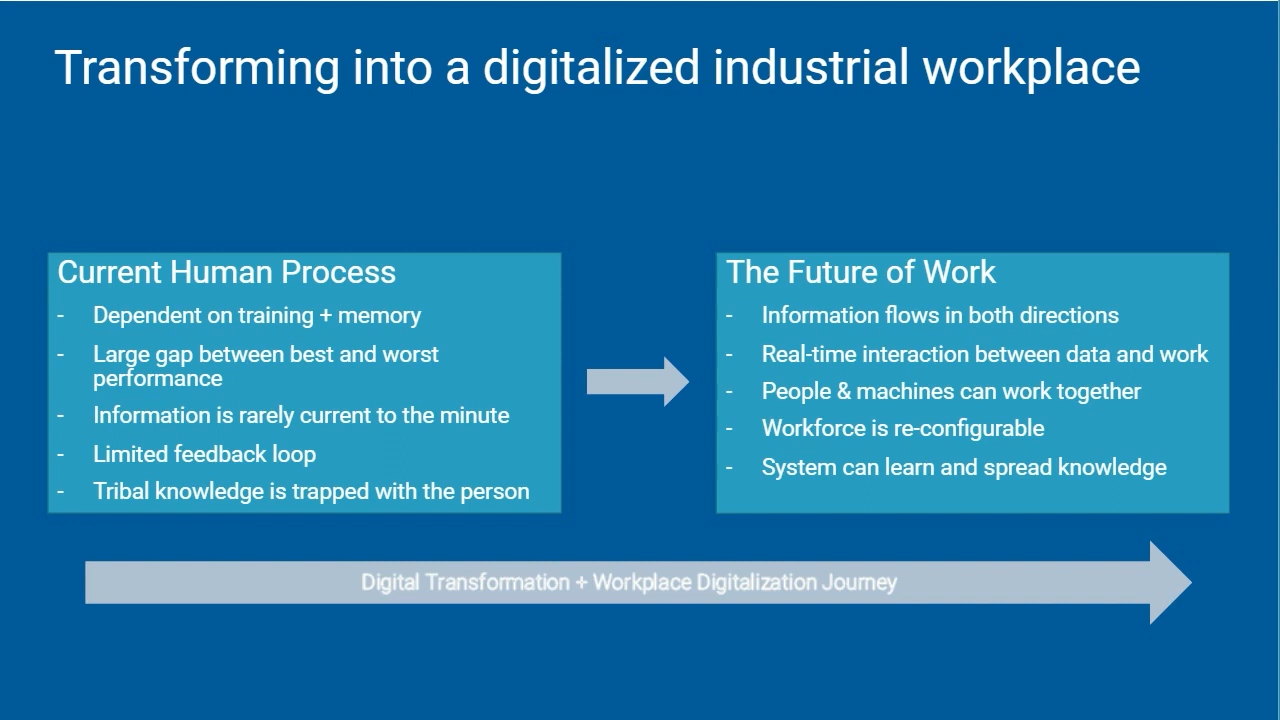 Transforming into a digitalized industrial workplace
Current Human Process
- Dependent on training + memory
- Large gap between best and worst
performance
- Information is rarely current to the minute
- Limited feedback loop
- Tribal knowledge is trapped with the person
The Future of Work
- Information flows in both directions
- Real-time interaction between data and work
- People & machines can work together
- Workforce is re-configurable
- System can learn and spread knowledge
Digital Transformation + Workplace Digitalization Journey